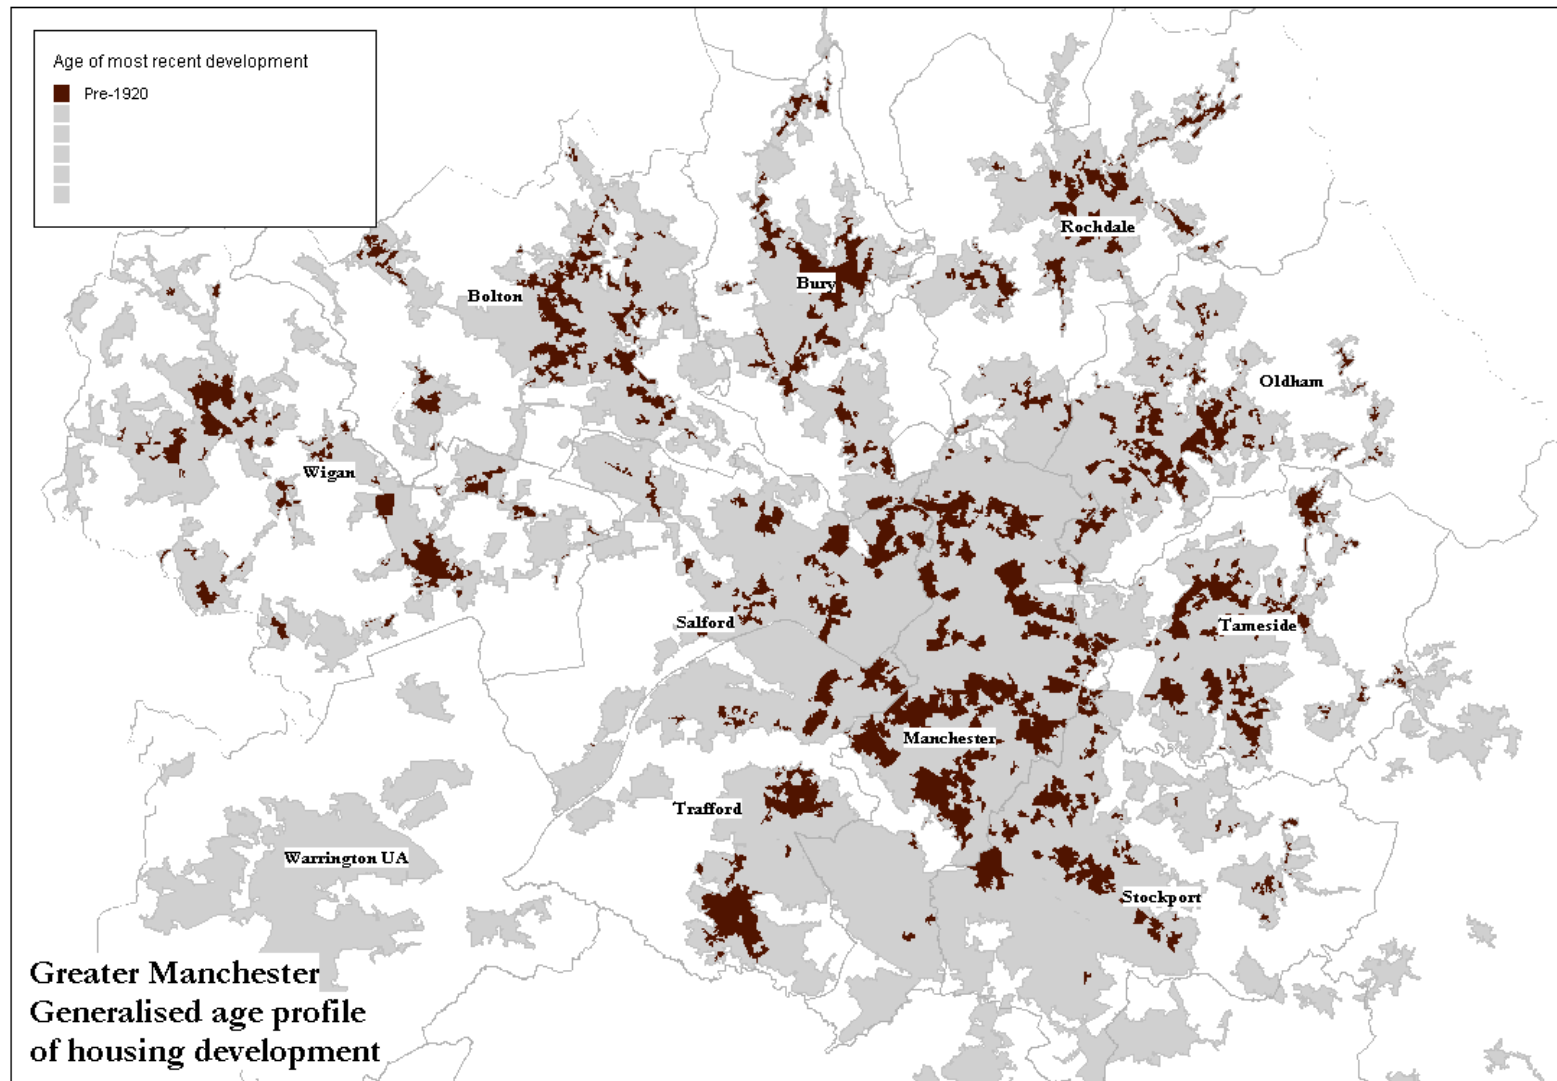 Age of most recent development
Pre-1920
Rochdale
Bury
Bolton
Oldham
Wigan
Salford
Tameside
Manchester
Trafford
Warrington UA
Stockport
Greater Manchester
Generalised age profile
of housing development